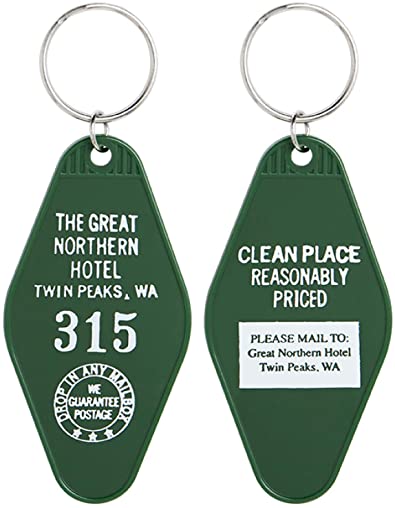 THE GREAT
NORTHERN
HOTEL
TWIN PEAKS, WA
315
DROP IN ANY MAILBOX
WE
GUARANTEE
POSTAGE
CLEAN PLACE
REASONABLY
PRICED
PLEASE MAIL TO:
Great Northern Hotel
Twin Peaks, WA